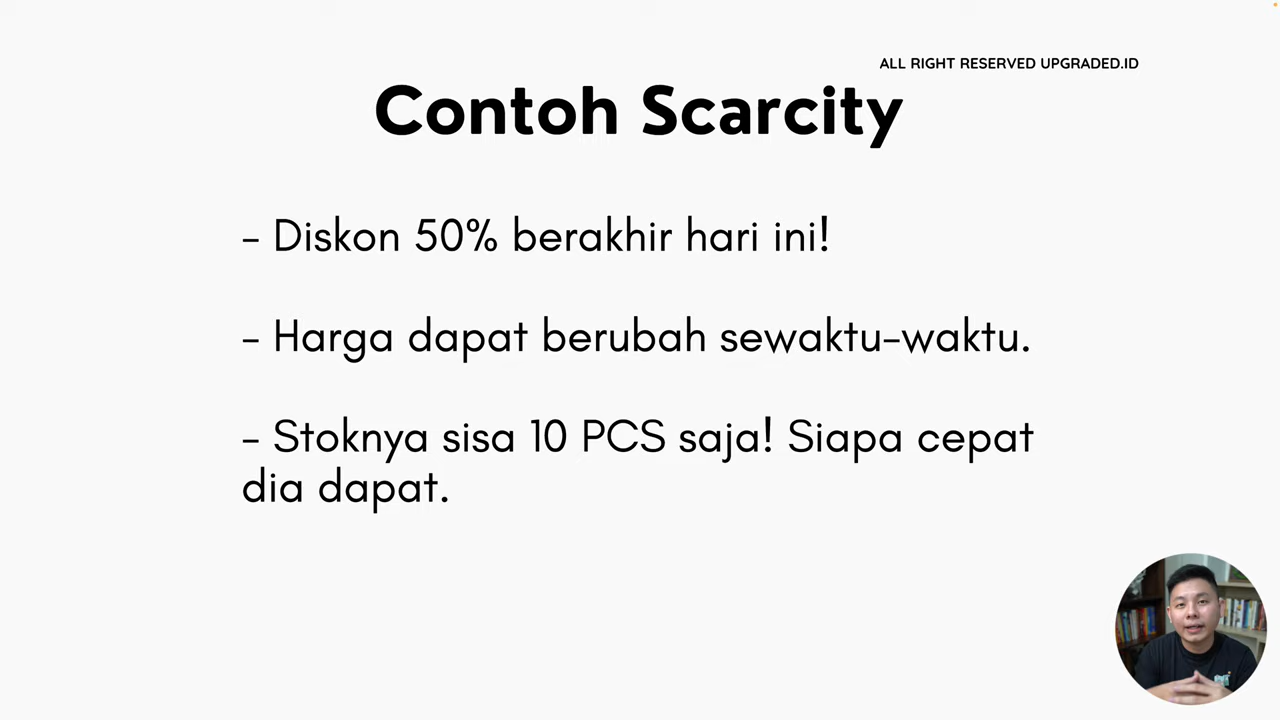 ALL RIGHT RESERVED UPGRADED.ID
Contoh Scarcity
- Diskon 50% berakhir hari ini!
- Harga dapat berubah sewaktu-waktu.
- Stoknya sisa 10 PCS saja! Siapa cepat
dia dapat.